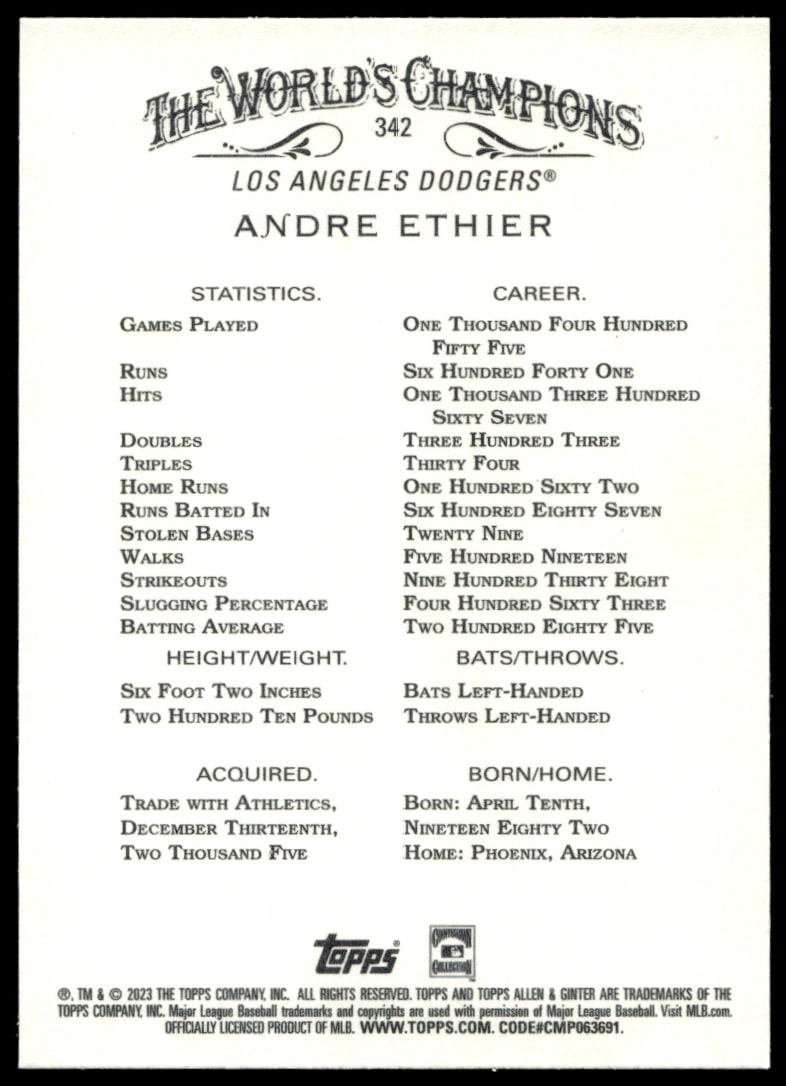 THE WORLD'S CHAMPIONS
342
LOS ANGELES DODGERS®
ANDRE ETHIER
STATISTICS. CAREER.
GAMES PLAYED ONE THOUSAND FOUR HUNDRED
FIFTY FIVE
RUNS SIX HUNDRED FORTY ONE
HITS ONE THOUSAND THREE HUNDRED
SIXTY SEVEN
DOUBLES THREE HUNDRED THREE
TRIPLES THIRTY FOUR
HOME RUNS ONE HUNDRED SIXTY TWO
RUNS BATTED IN SIX HUNDRED EIGHTY SEVEN
STOLEN BASES TWENTY NINE
WALKS FIVE HUNDRED NINETEEN
STRIKEOUTS NINE HUNDRED THIRTY EIGHT
SLUGGING PERCENTAGE FOUR HUNDRED SIXTY THREE
BATTING AVERAGE TWO HUNDRED EIGHTY FIVE
HEIGHT/WEIGHT. BATS/THROWS.
SIX FOOT TWO INCHES BATS LEFT-HANDED
TWO HUNDRED TEN POUNDS THROWS LEFT-HANDED
ACQUIRED. BORN/HOME.
TRADE WITH ATHLETICS, BORN: APRIL TENTH,
DECEMBER THIRTEENTH, NINETEEN EIGHTY TWO
TWO THOUSAND FIVE HOME: PHOENIX, ARIZONA
topps® COOPERSTOWN COLLECTION™
®, TM & © 2023 THE TOPPS COMPANY, INC. ALL RIGHTS RESERVED. TOPPS AND TOPPS ALLEN & GINTER ARE TRADEMARKS OF THE
TOPPS COMPANY, INC. Major League Baseball trademarks and copyrights are used with permission of Major League Baseball. Visit MLB.com.
OFFICIALLY LICENSED PRODUCT OF MLB. WWW.TOPPS.COM. CODE#CMP063691.